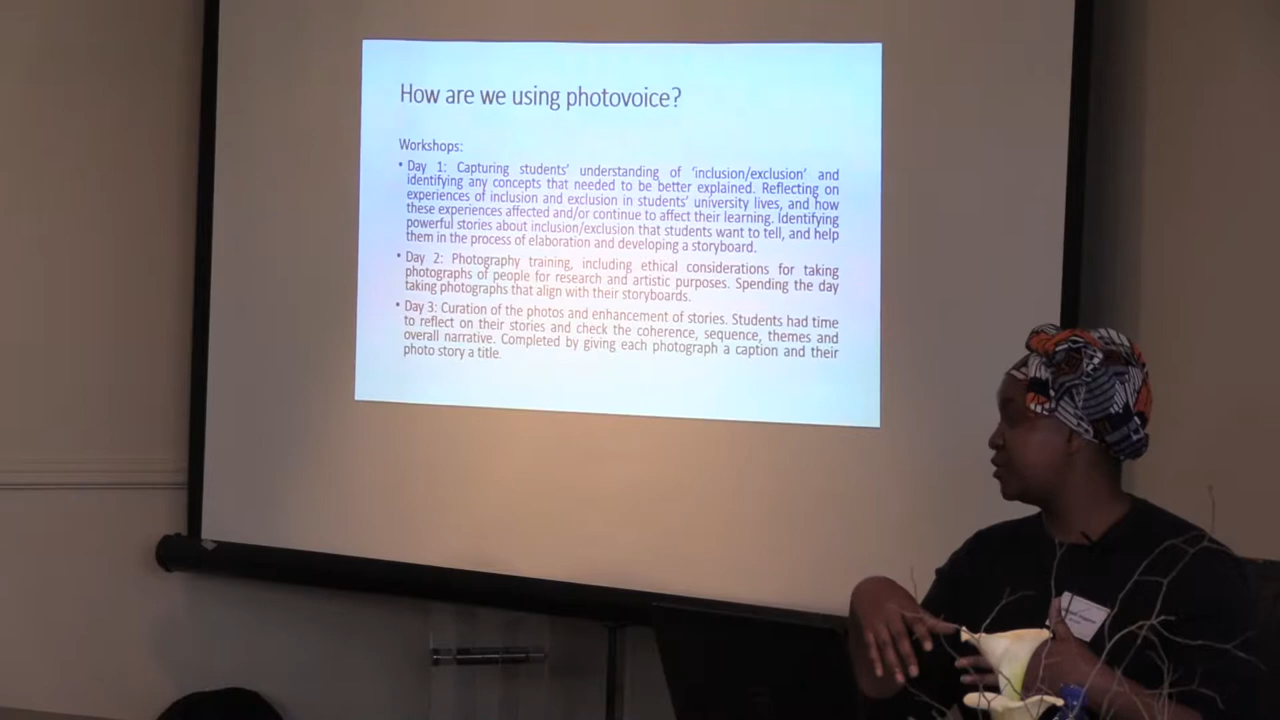 How are we using photovoice?
Workshops:
• Day 1: Capturing students' understanding of 'inclusion/exclusion' and
identifying any concepts that needed to be better explained. Reflecting on
experiences of inclusion and exclusion in students' university lives, and how
these experiences affected and/or continue to affect their learning. Identifying
powerful stories about inclusion/exclusion that students want to tell, and help
them in the process of elaboration and developing a storyboard.
• Day 2: Photography training, including ethical considerations for taking
photographs of people for research and artistic purposes. Spending the day
taking photographs that align with their storyboards.
• Day 3: Curation of the photos and enhancement of stories. Students had time
to reflect on their stories and check the coherence, sequence, themes and
overall narrative. Completed by giving each photograph a caption and their
photo story a title.